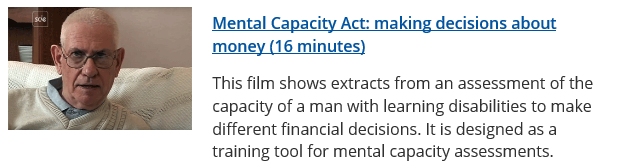 scie
Mental Capacity Act: making decisions about
money (16 minutes)
This film shows extracts from an assessment of the
capacity of a man with learning disabilities to make
different financial decisions. It is designed as a
training tool for mental capacity assessments.